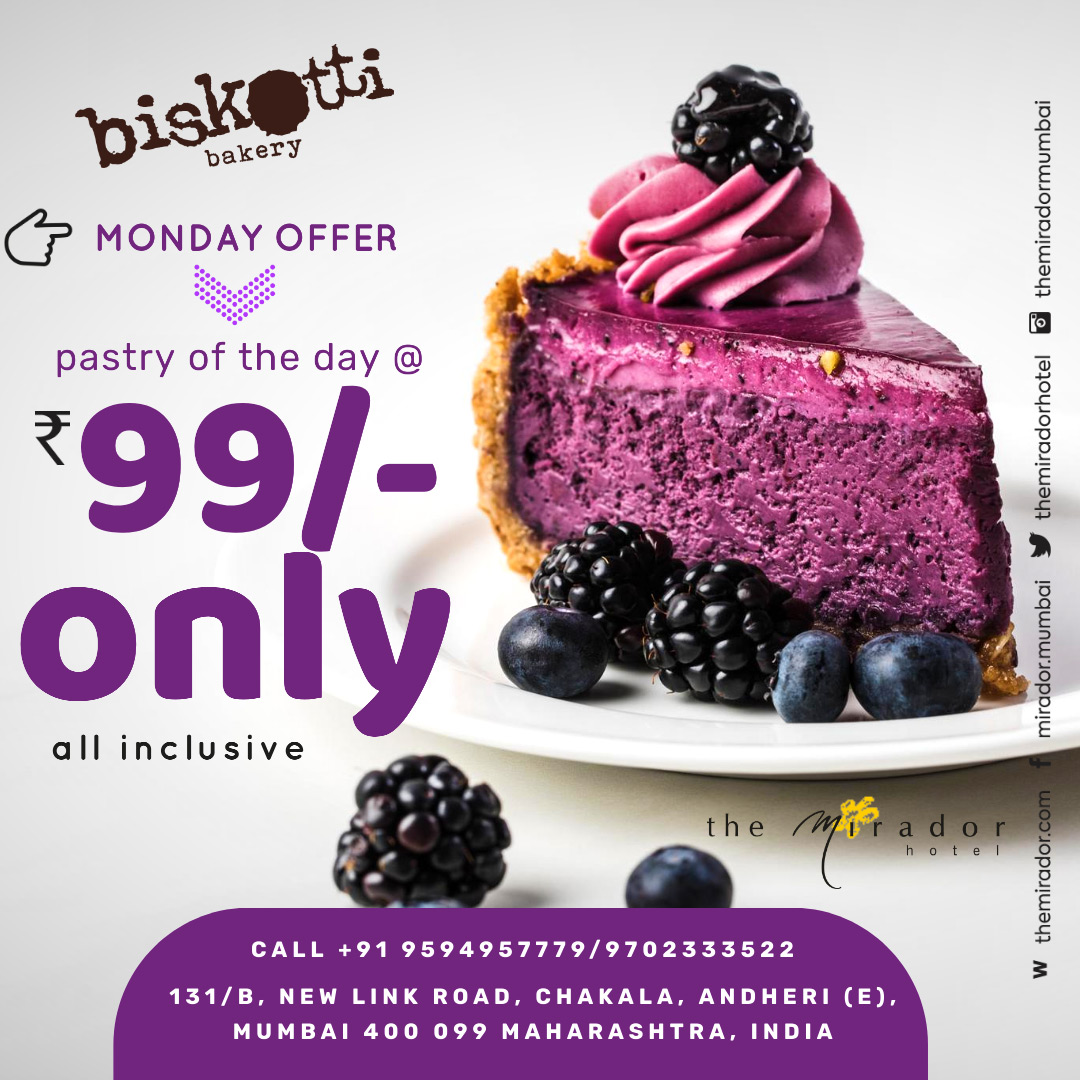 biskotti
bakery
MONDAY OFFER
pastry of the day @
₹99/-
only
all inclusive
the mirador
hotel
CALL +91 9594957779/9702333522
131/B, NEW LINK ROAD, CHAKALA, ANDHERI (E),
MUMBAI 400 099 MAHARASHTRA, INDIA
W themirador.com f mirador.mumbai themiradorhotel themiradormumbai